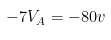 -7V_A = -80v